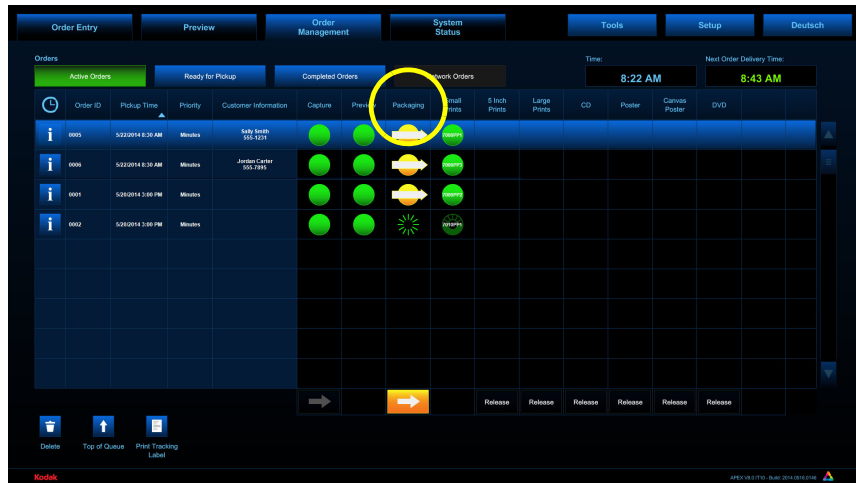 Order Entry
Preview
Order
Management
System
Status
Tools
Setup
Deutsch
Orders
Time:
Next Order Delivery Time:
Active Orders
Ready for Pickup
Completed Orders
Network Orders
8:22 AM
8:43 AM
Order ID
Pickup Time
Priority
Customer Information
Capture
Preview
Packaging
Small
Prints
5 Inch
Prints
Large
Prints
CD
Poster
Canvas
Poster
DVD
i 0005 5/22/2014 8:30 AM Minutes Sally Smith
555-1231
7000PP1
i 0006 5/22/2014 8:30 AM Minutes Jordan Carter
555-7895
i 0001 5/20/2014 3:00 PM Minutes
i 0002 5/20/2014 3:00 PM Minutes
7010PP1
Release Release Release Release Release Release
Delete
Top of Queue
Print Tracking
Label
Kodak